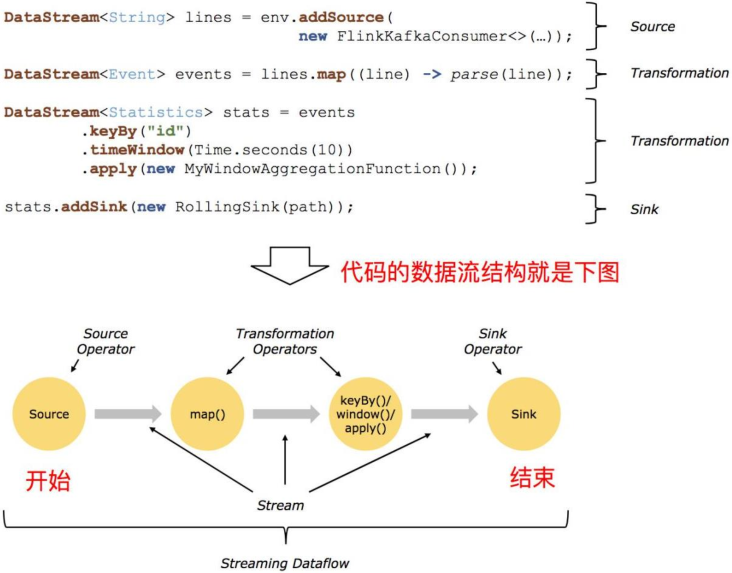 DataStream<String> lines = env.addSource(
new FlinkKafkaConsumer<>(…));
Source
DataStream<Event> events = lines.map((line) -> parse(line));
Transformation
DataStream<Statistics> stats = events
.keyBy("id")
.timeWindow(Time.seconds(10))
.apply(new MyWindowAggregationFunction());
Transformation
stats.addSink(new RollingSink(path));
Sink
代码的数据流结构就是下图
Source
Operator
Transformation
Operators
Sink
Operator
Source
map()
keyBy()/
window()/
apply()
Sink
开始
结束
Stream
Streaming Dataflow